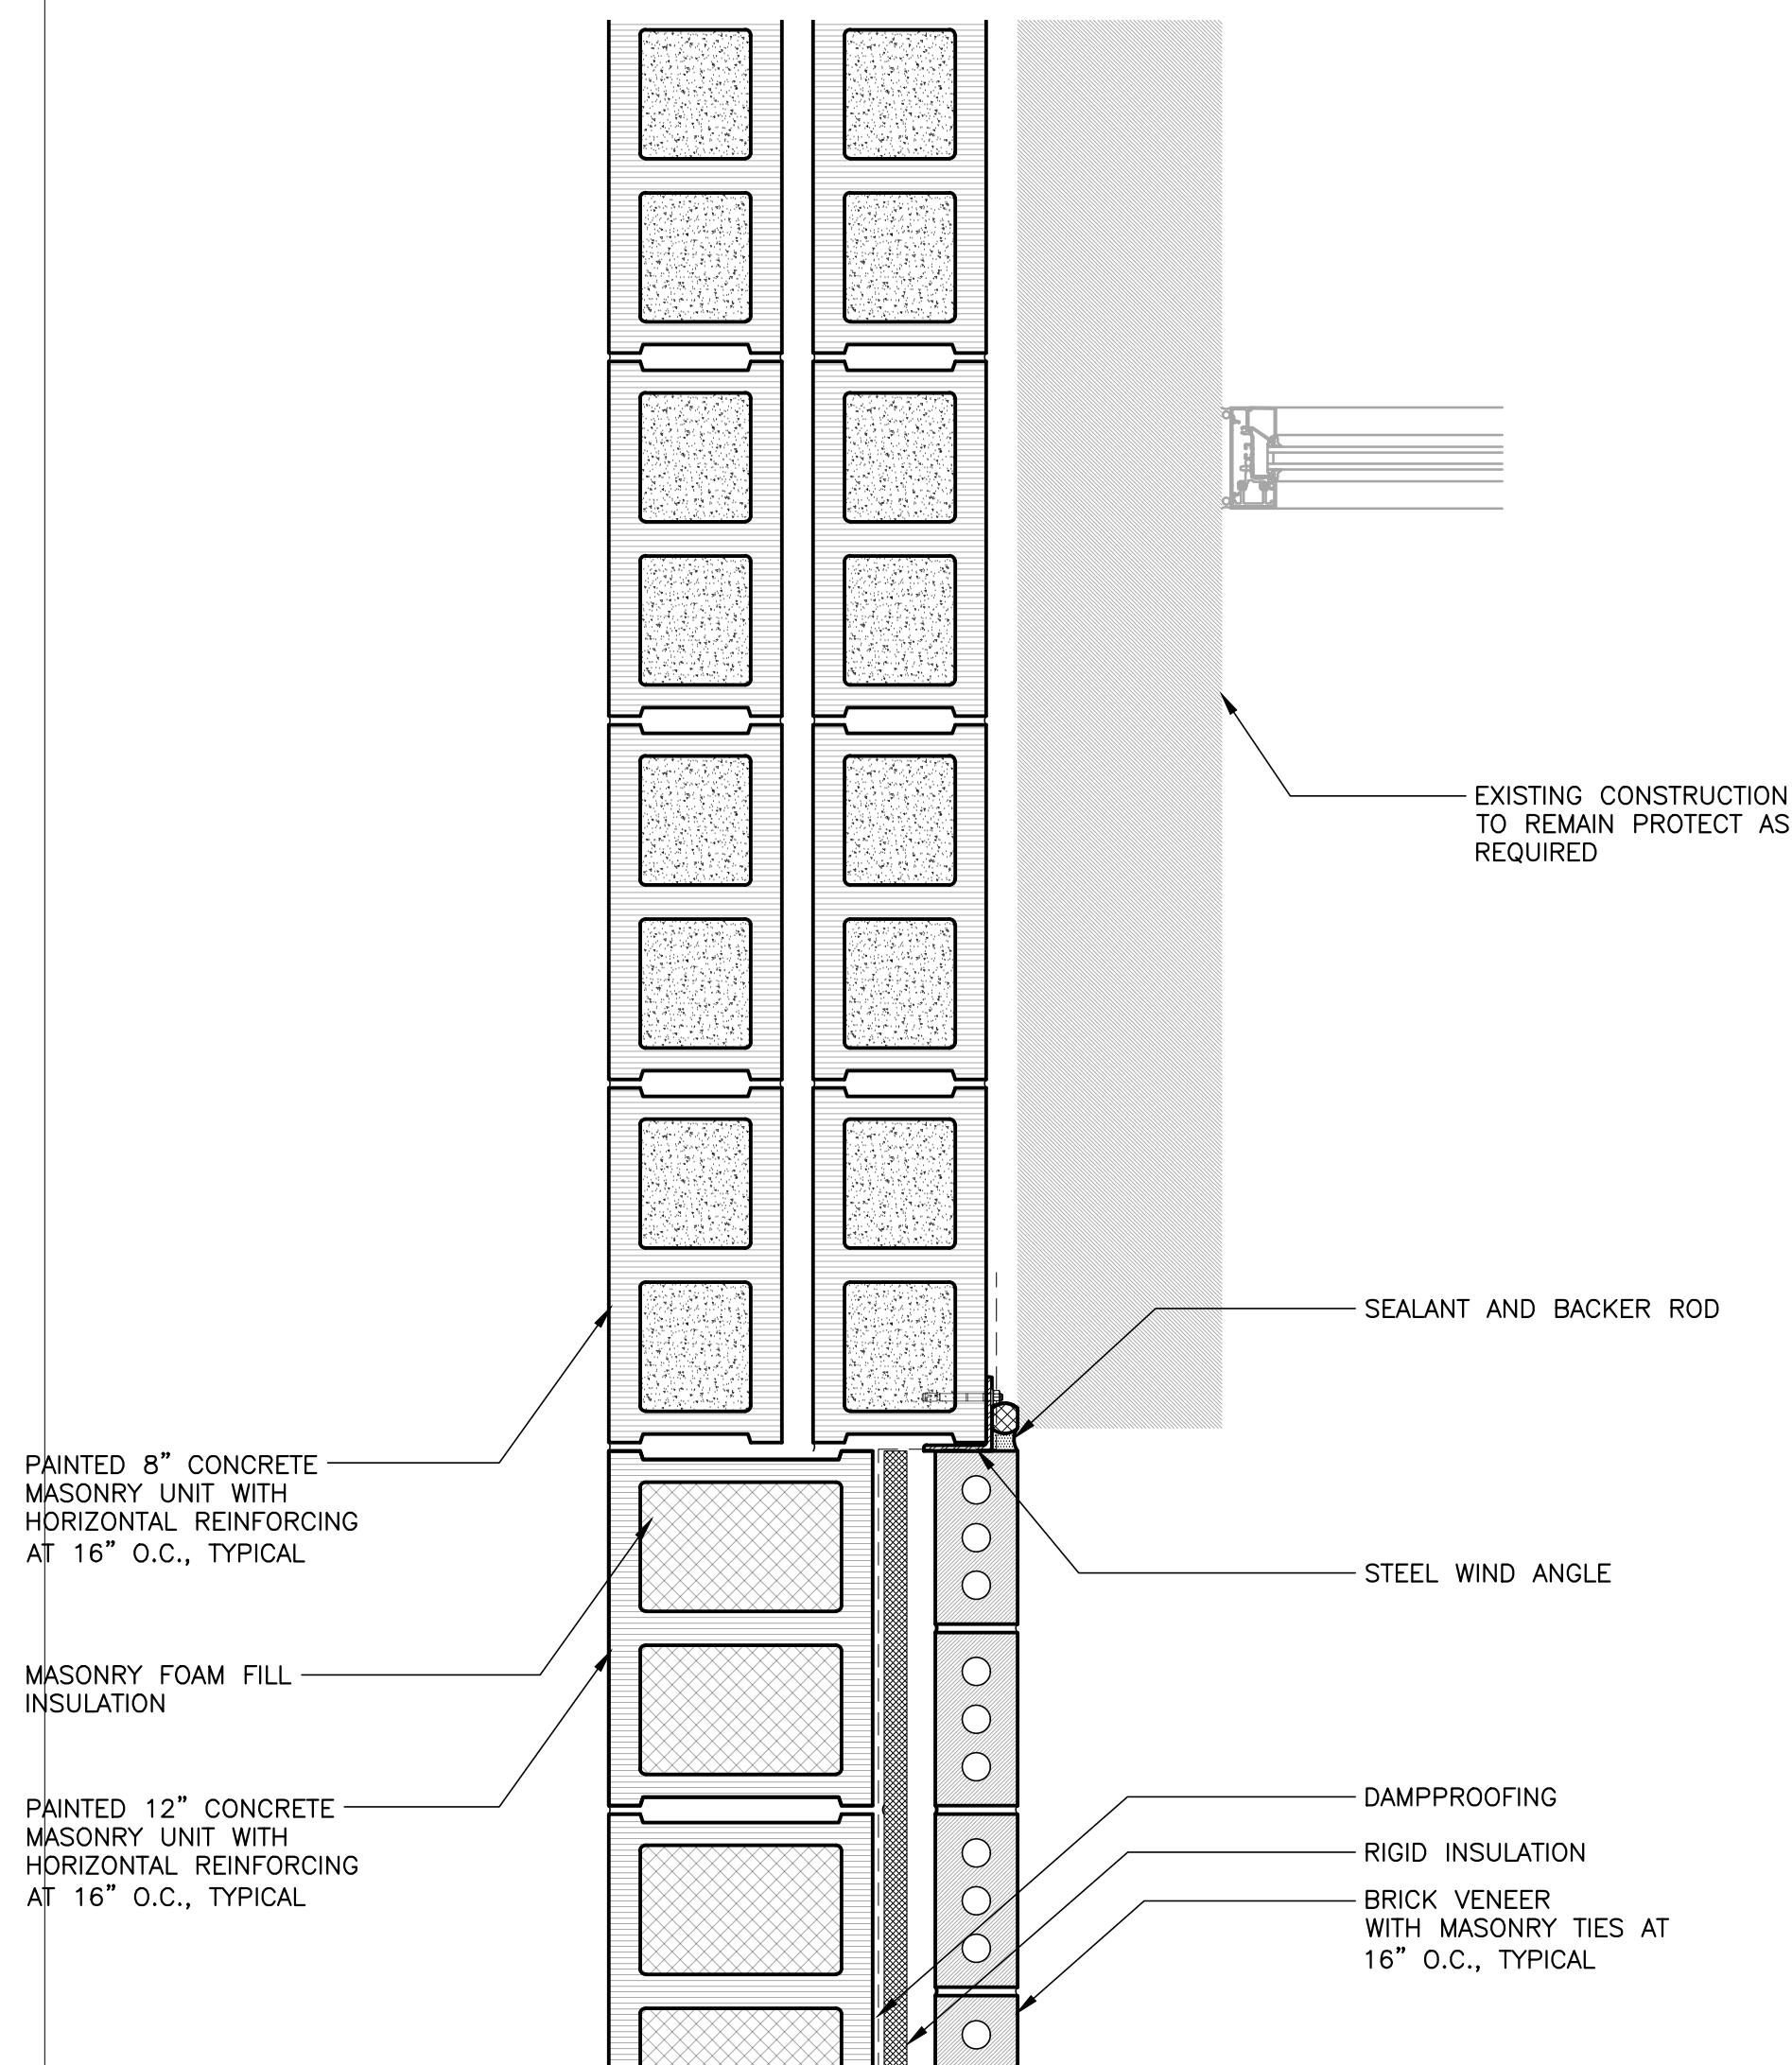 EXISTING CONSTRUCTION
TO REMAIN PROTECT AS
REQUIRED
SEALANT AND BACKER ROD
PAINTED 8" CONCRETE
MASONRY UNIT WITH
HORIZONTAL REINFORCING
AT 16" O.C., TYPICAL
STEEL WIND ANGLE
MASONRY FOAM FILL
INSULATION
PAINTED 12" CONCRETE
MASONRY UNIT WITH
HORIZONTAL REINFORCING
AT 16" O.C., TYPICAL
DAMPPROOFING
RIGID INSULATION
BRICK VENEER
WITH MASONRY TIES AT
16" O.C., TYPICAL